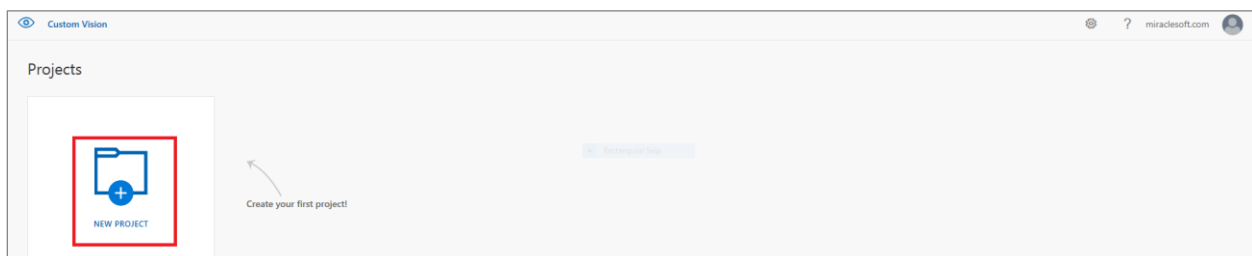 Custom Vision
? miraclesoft.com
Projects
Create your first project!
NEW PROJECT